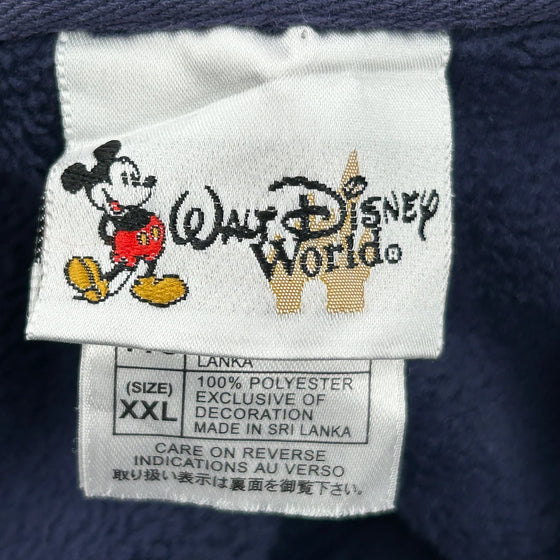 WALT DISNEY
World®
LANKA
(SIZE)
XXL
100% POLYESTER
EXCLUSIVE OF
DECORATION
MADE IN SRI LANKA
CARE ON REVERSE
INDICATIONS AU VERSO
取り扱い表示は裏面を御覧下さい。